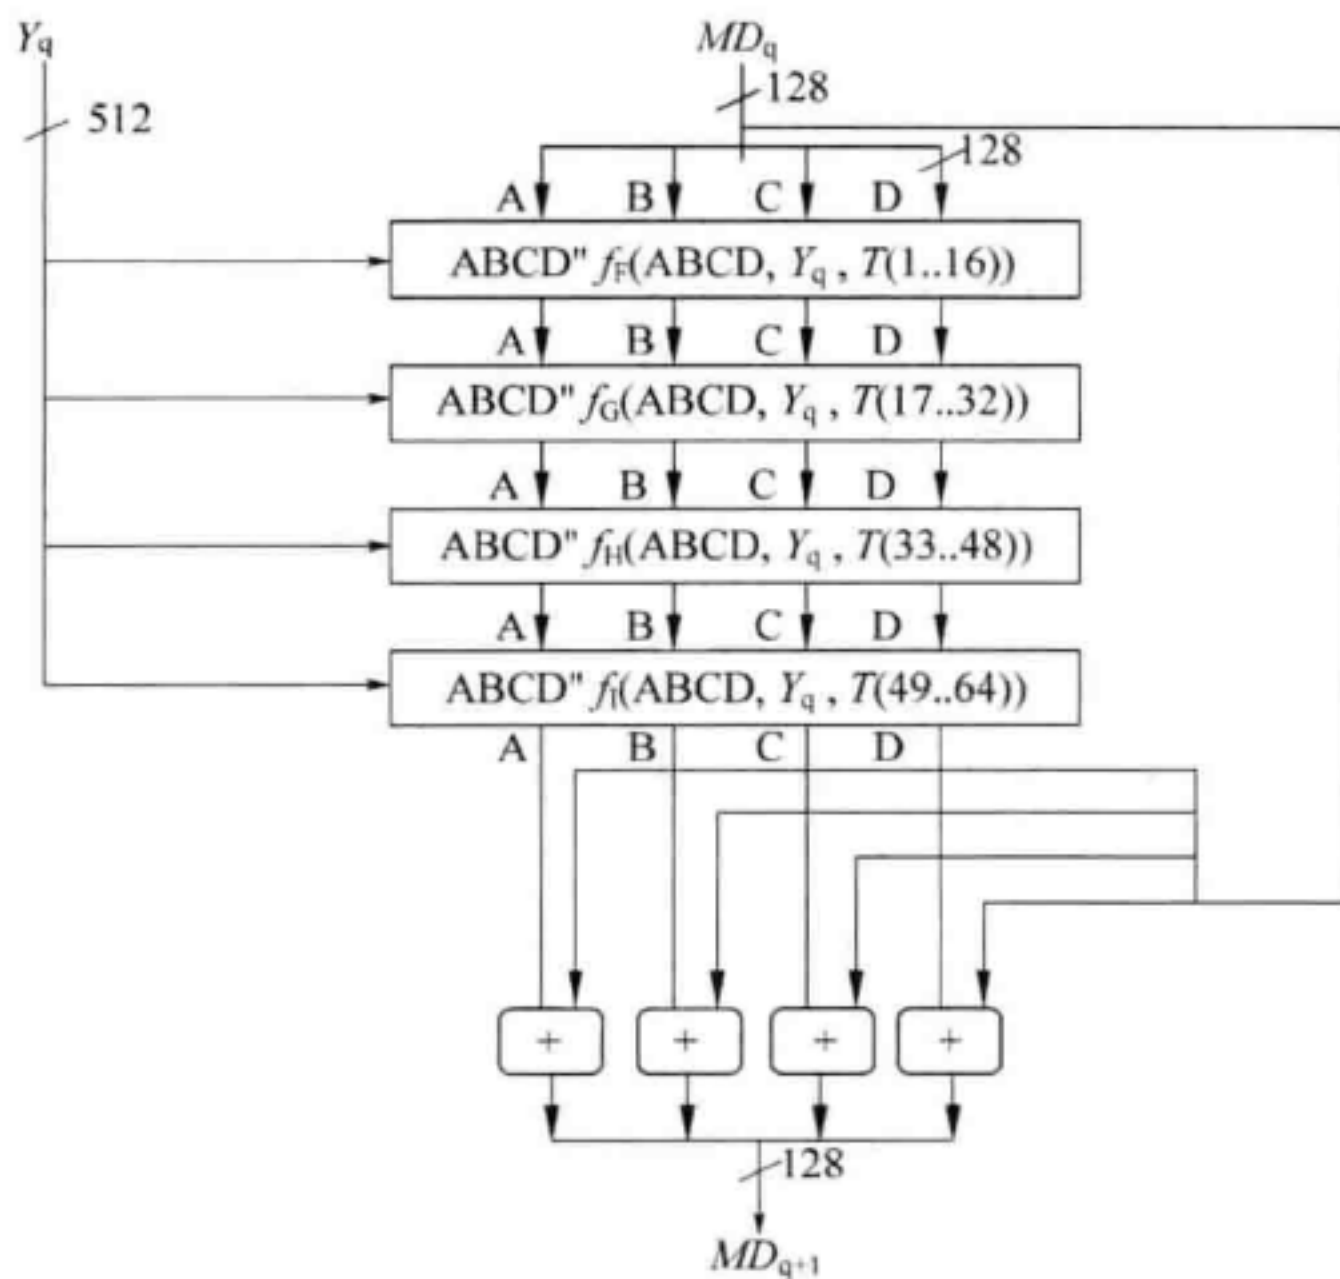 Yq MDq
512 128
128
A B C D
ABCD" fF(ABCD, Yq , T(1..16))
A B C D
ABCD" fG(ABCD, Yq , T(17..32))
A B C D
ABCD" fH(ABCD, Yq , T(33..48))
A B C D
ABCD" fI(ABCD, Yq , T(49..64))
A B C D
+ + + +
128
MDq+1